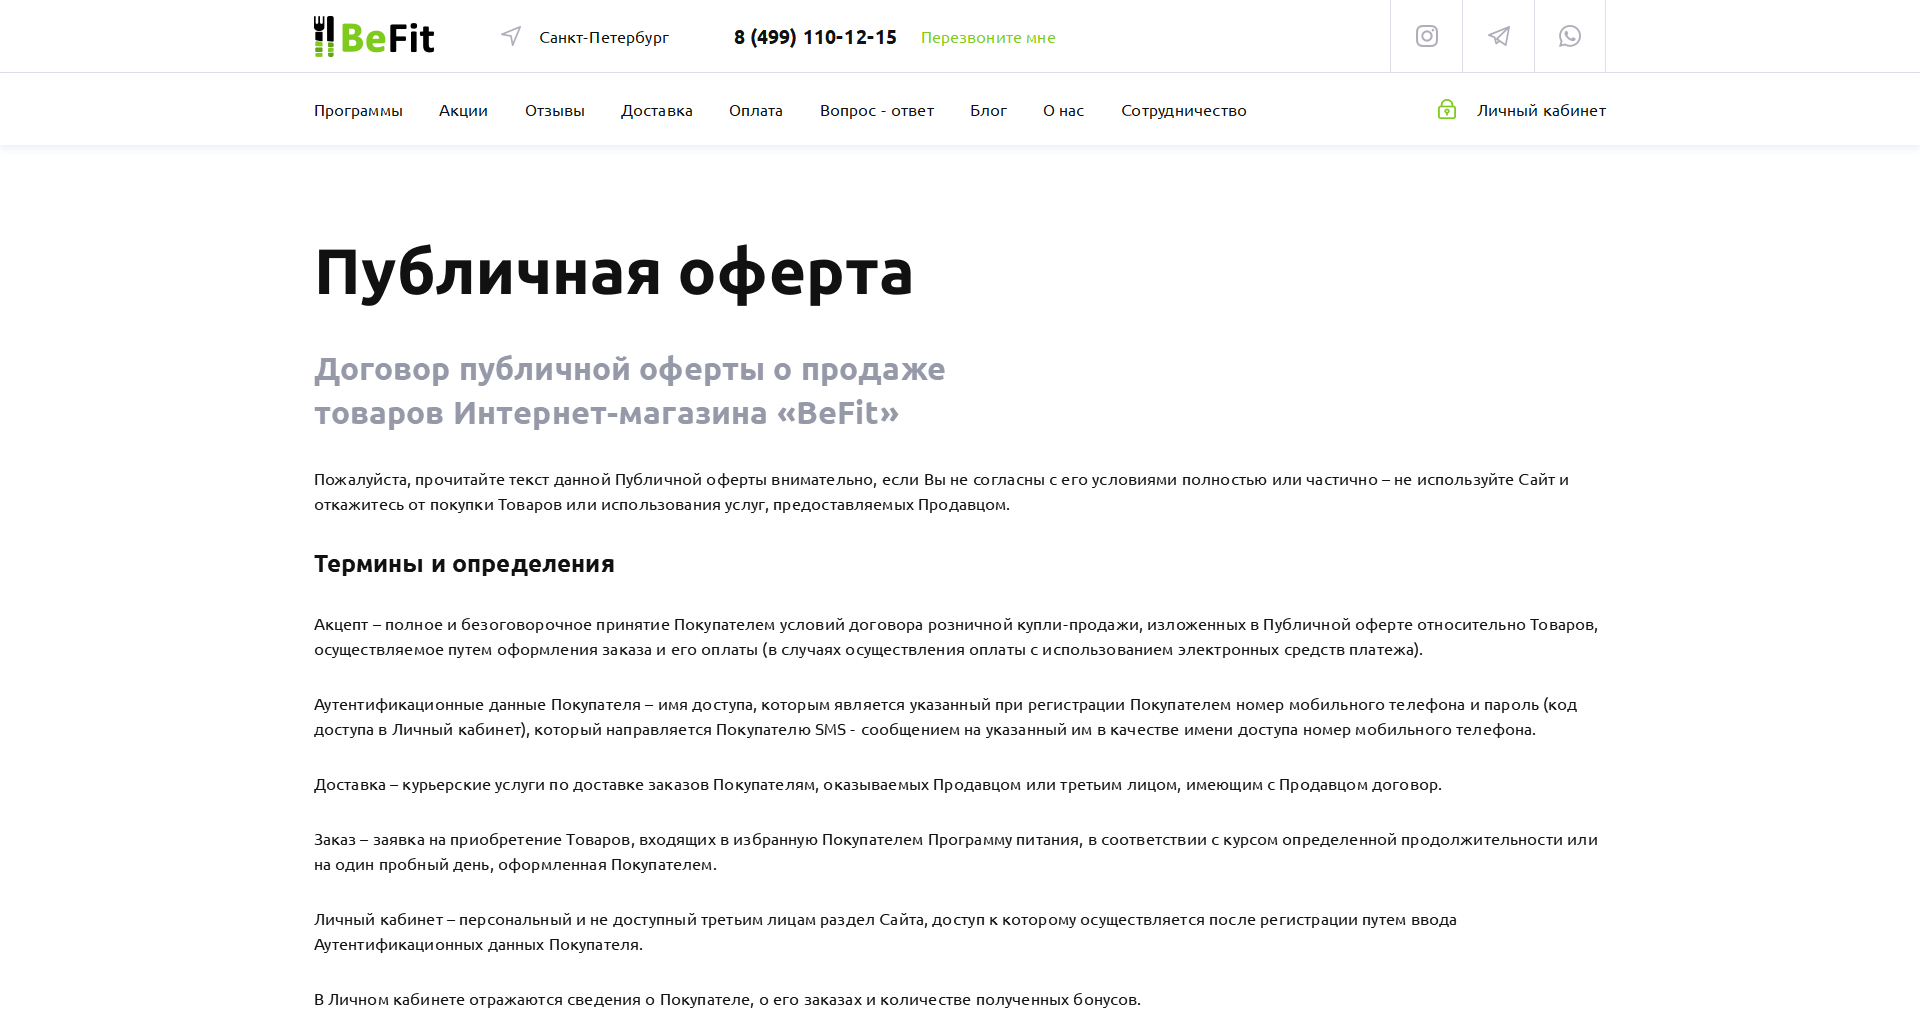 BeFit
Санкт-Петербург
8 (499) 110-12-15
Перезвоните мне
Программы
Акции
Отзывы
Доставка
Оплата
Вопрос - ответ
Блог
О нас
Сотрудничество
Личный кабинет
Публичная оферта
Договор публичной оферты о продаже
товаров Интернет-магазина «BeFit»
Пожалуйста, прочитайте текст данной Публичной оферты внимательно, если Вы не согласны с его условиями полностью или частично – не используйте Сайт и
откажитесь от покупки Товаров или использования услуг, предоставляемых Продавцом.
Термины и определения
Акцепт – полное и безоговорочное принятие Покупателем условий договора розничной купли-продажи, изложенных в Публичной оферте относительно Товаров,
осуществляемое путем оформления заказа и его оплаты (в случаях осуществления оплаты с использованием электронных средств платежа).
Аутентификационные данные Покупателя – имя доступа, которым является указанный при регистрации Покупателем номер мобильного телефона и пароль (код
доступа в Личный кабинет), который направляется Покупателю SMS - сообщением на указанный им в качестве имени доступа номер мобильного телефона.
Доставка – курьерские услуги по доставке заказов Покупателям, оказываемых Продавцом или третьим лицом, имеющим с Продавцом договор.
Заказ – заявка на приобретение Товаров, входящих в избранную Покупателем Программу питания, в соответствии с курсом определенной продолжительности или
на один пробный день, оформленная Покупателем.
Личный кабинет – персональный и не доступный третьим лицам раздел Сайта, доступ к которому осуществляется после регистрации путем ввода
Аутентификационных данных Покупателя.
В Личном кабинете отражаются сведения о Покупателе, о его заказах и количестве полученных бонусов.